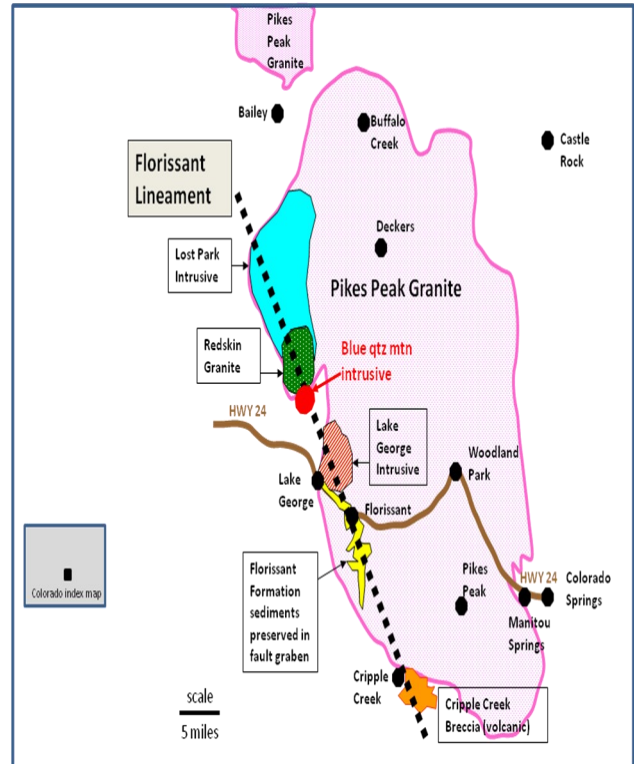 Pikes
Peak
Granite
Bailey
Buffalo
Creek
Castle
Rock
Florissant
Lineament
Deckers
Lost Park
Intrusive
Pikes Peak Granite
Redskin
Granite
Blue qtz mtn
intrusive
HWY 24
Lake
George
Intrusive
Woodland
Park
Lake
George
Florissant
Florissant
Formation
sediments
preserved in
fault graben
Pikes
Peak
HWY 24
Colorado
Springs
Manitou
Springs
Colorado index map
Cripple
Creek
Cripple Creek
Breccia (volcanic)
scale
5 miles